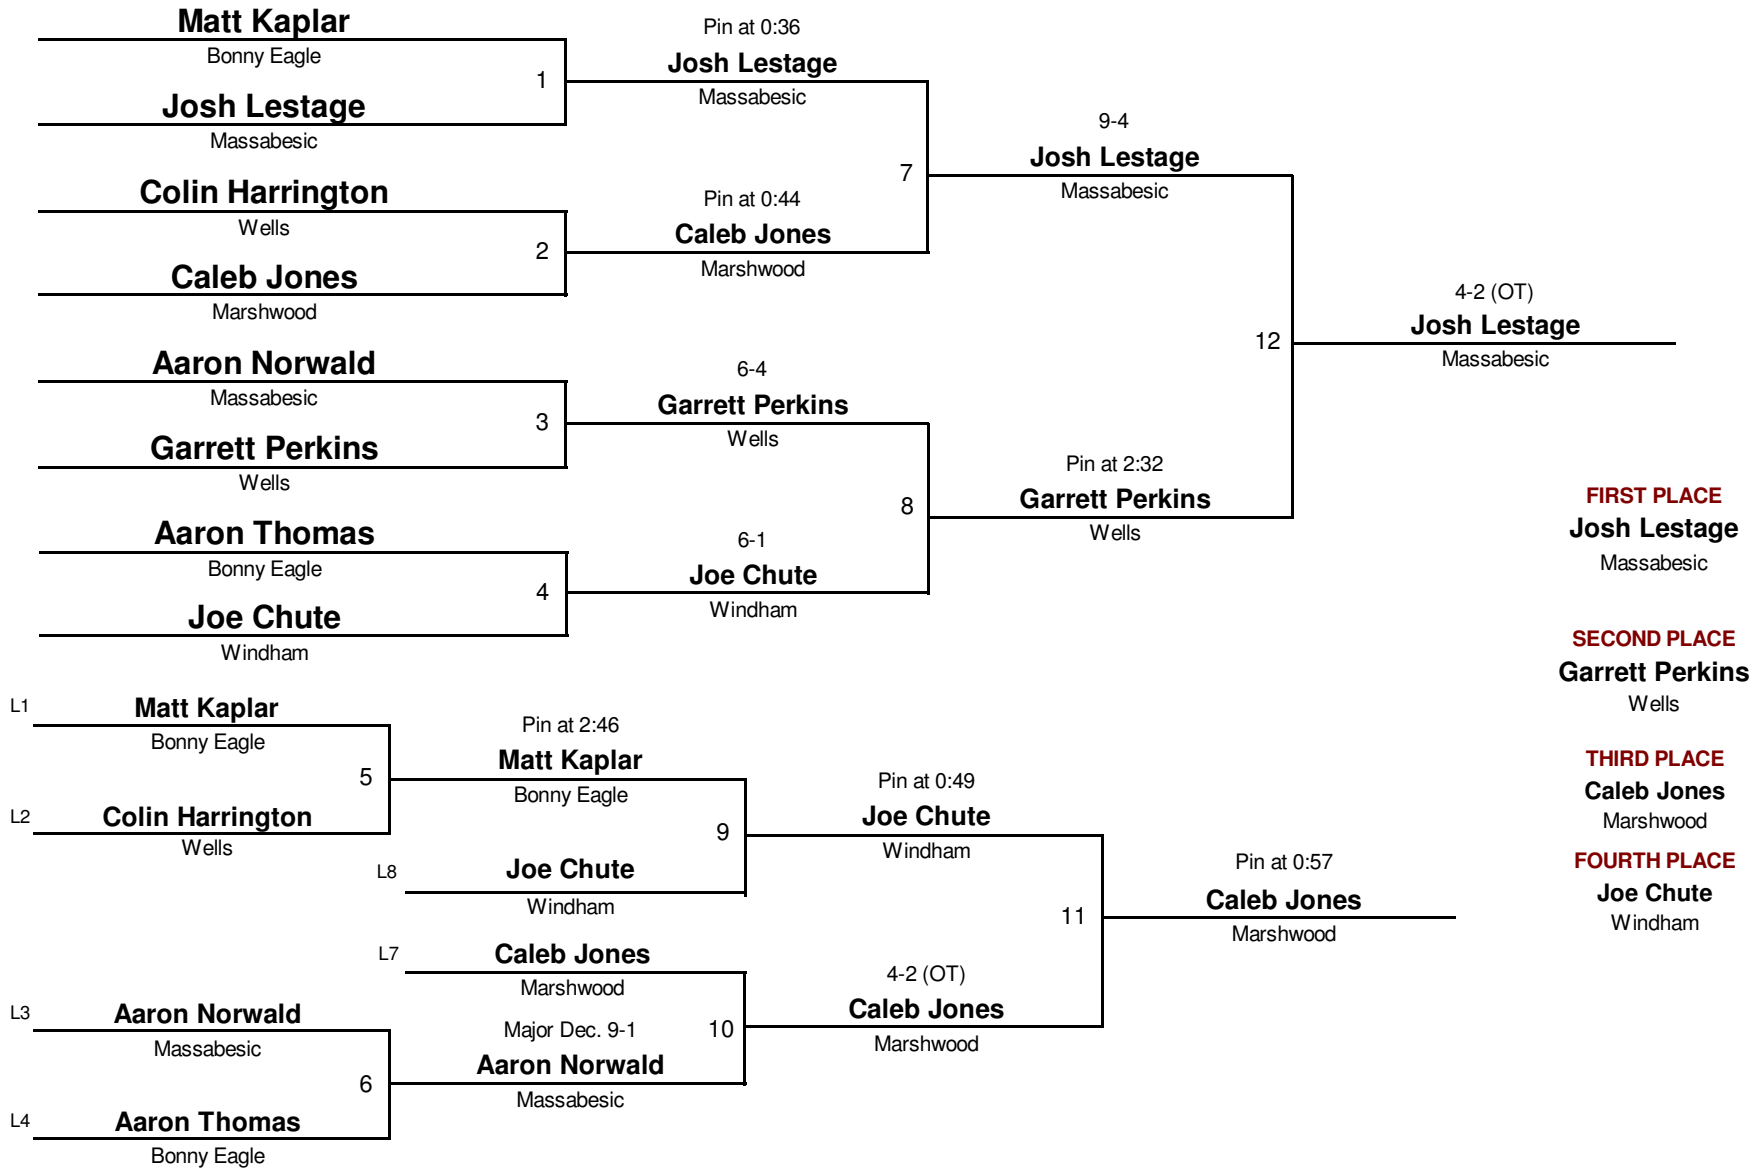 Matt Kaplar
Bonny Eagle
1
Josh Lestage
Massabesic
Pin at 0:36
Josh Lestage
Massabesic
Colin Harrington
Wells
2
Caleb Jones
Marshwood
Pin at 0:44
Caleb Jones
Marshwood
7
9-4
Josh Lestage
Massabesic
Aaron Norwald
Massabesic
3
Garrett Perkins
Wells
6-4
Garrett Perkins
Wells
Aaron Thomas
Bonny Eagle
4
Joe Chute
Windham
6-1
Joe Chute
Windham
8
Pin at 2:32
Garrett Perkins
Wells
12
4-2 (OT)
Josh Lestage
Massabesic
FIRST PLACE
Josh Lestage
Massabesic
SECOND PLACE
Garrett Perkins
Wells
THIRD PLACE
Caleb Jones
Marshwood
FOURTH PLACE
Joe Chute
Windham
L1
Matt Kaplar
Bonny Eagle
5
L2
Colin Harrington
Wells
Pin at 2:46
Matt Kaplar
Bonny Eagle
9
L8
Joe Chute
Windham
Pin at 0:49
Joe Chute
Windham
L7
Caleb Jones
Marshwood
L3
Aaron Norwald
Massabesic
6
L4
Aaron Thomas
Bonny Eagle
Major Dec. 9-1
Aaron Norwald
Massabesic
10
4-2 (OT)
Caleb Jones
Marshwood
11
Pin at 0:57
Caleb Jones
Marshwood